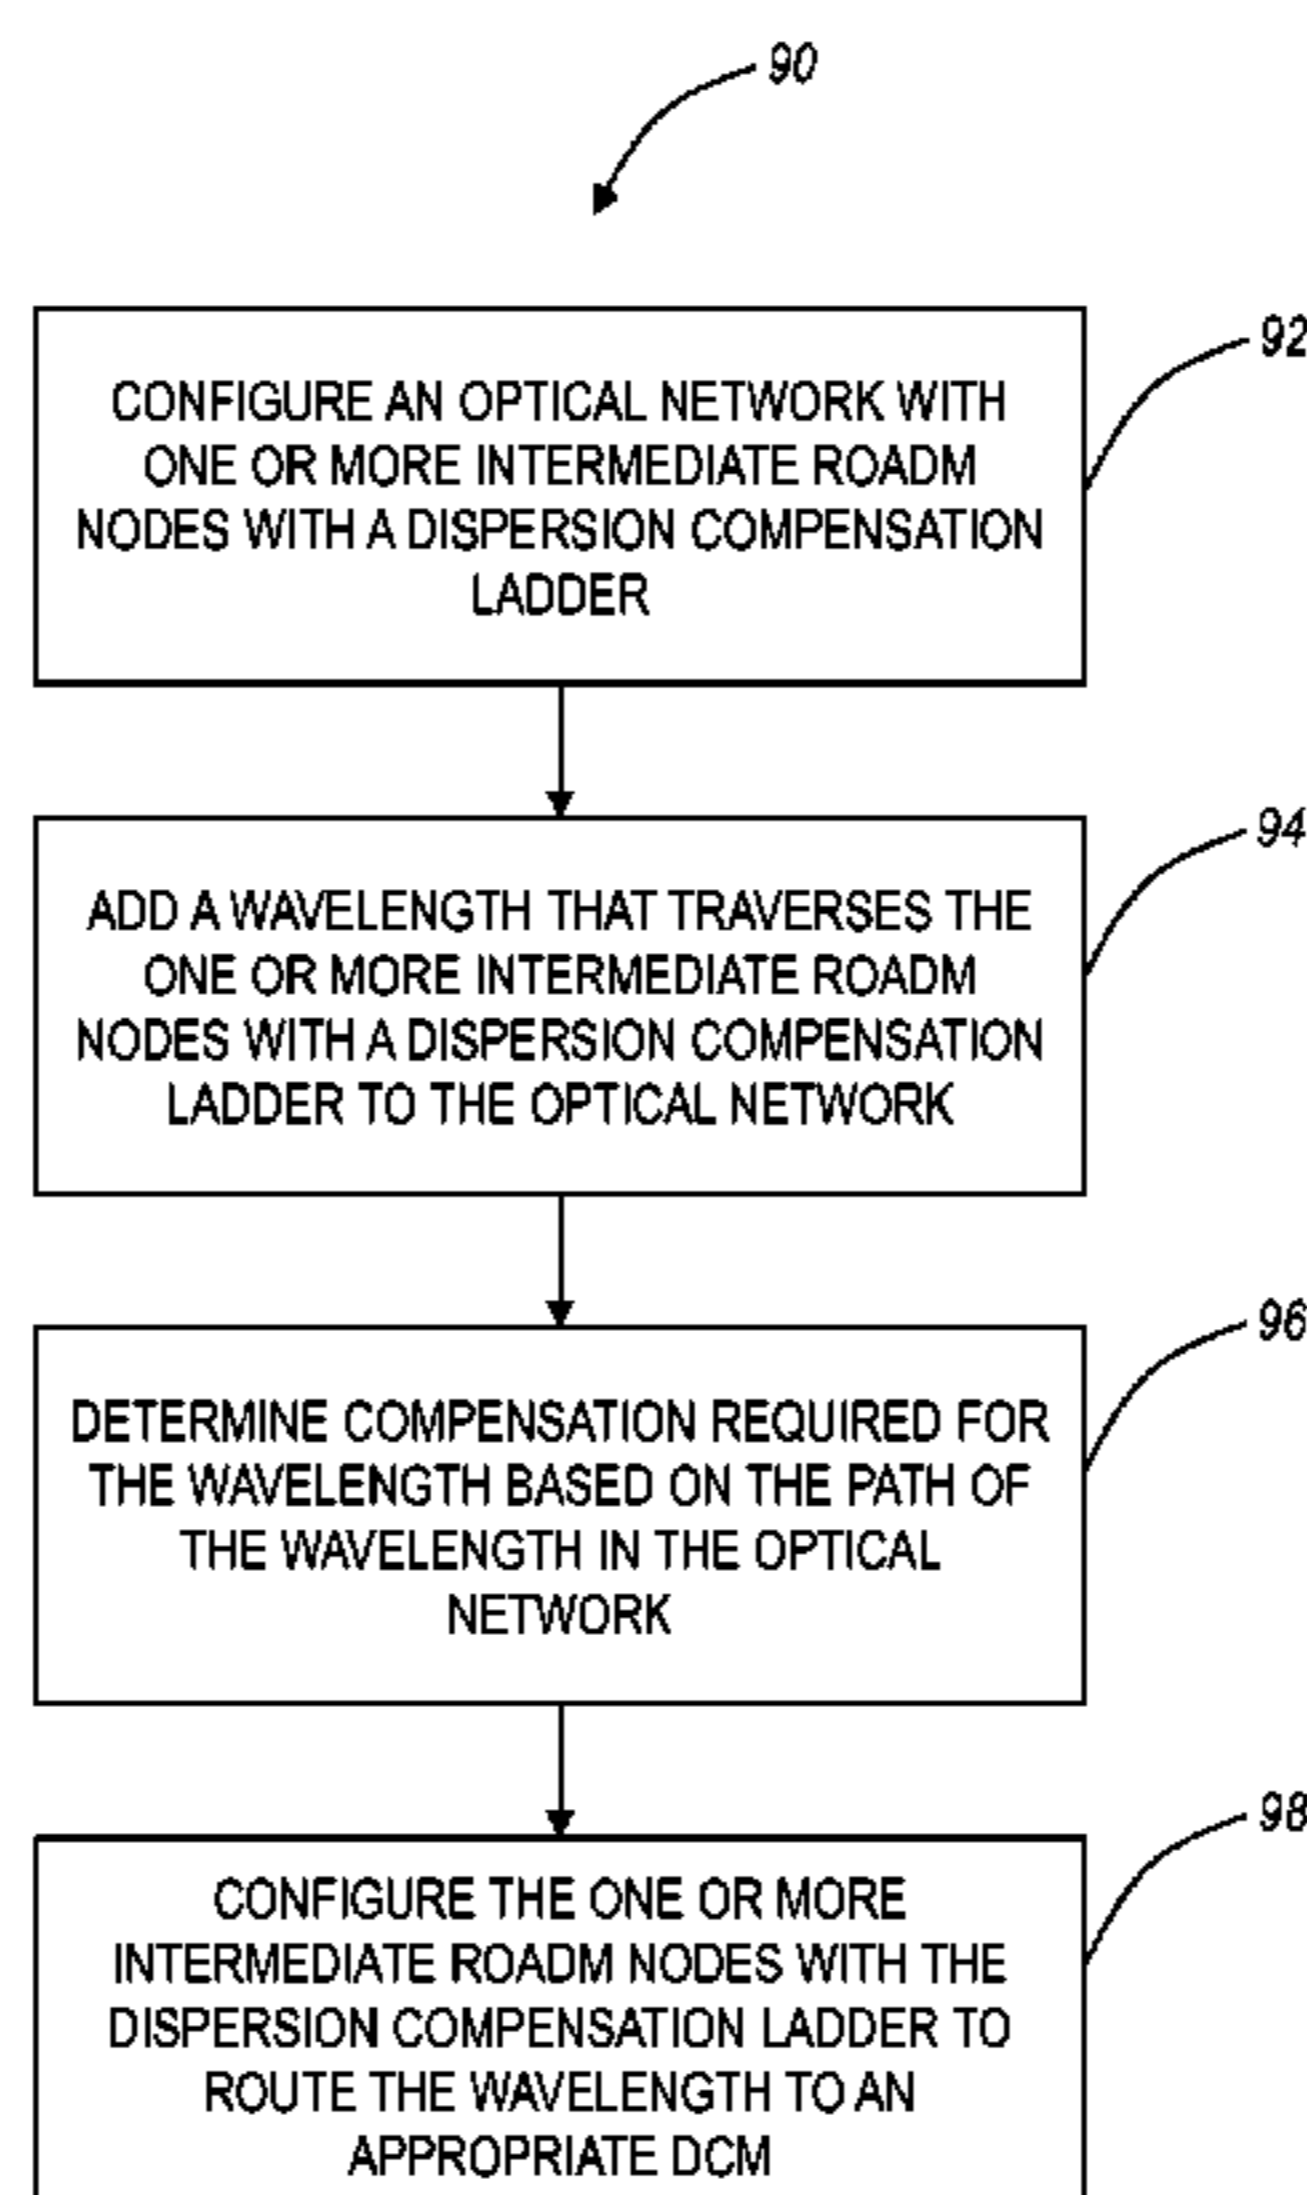 90
CONFIGURE AN OPTICAL NETWORK WITH
ONE OR MORE INTERMEDIATE ROADM
NODES WITH A DISPERSION COMPENSATION
LADDER
92
ADD A WAVELENGTH THAT TRAVERSES THE
ONE OR MORE INTERMEDIATE ROADM
NODES WITH A DISPERSION COMPENSATION
LADDER TO THE OPTICAL NETWORK
94
DETERMINE COMPENSATION REQUIRED FOR
THE WAVELENGTH BASED ON THE PATH OF
THE WAVELENGTH IN THE OPTICAL
NETWORK
96
CONFIGURE THE ONE OR MORE
INTERMEDIATE ROADM NODES WITH THE
DISPERSION COMPENSATION LADDER TO
ROUTE THE WAVELENGTH TO AN
APPROPRIATE DCM
98